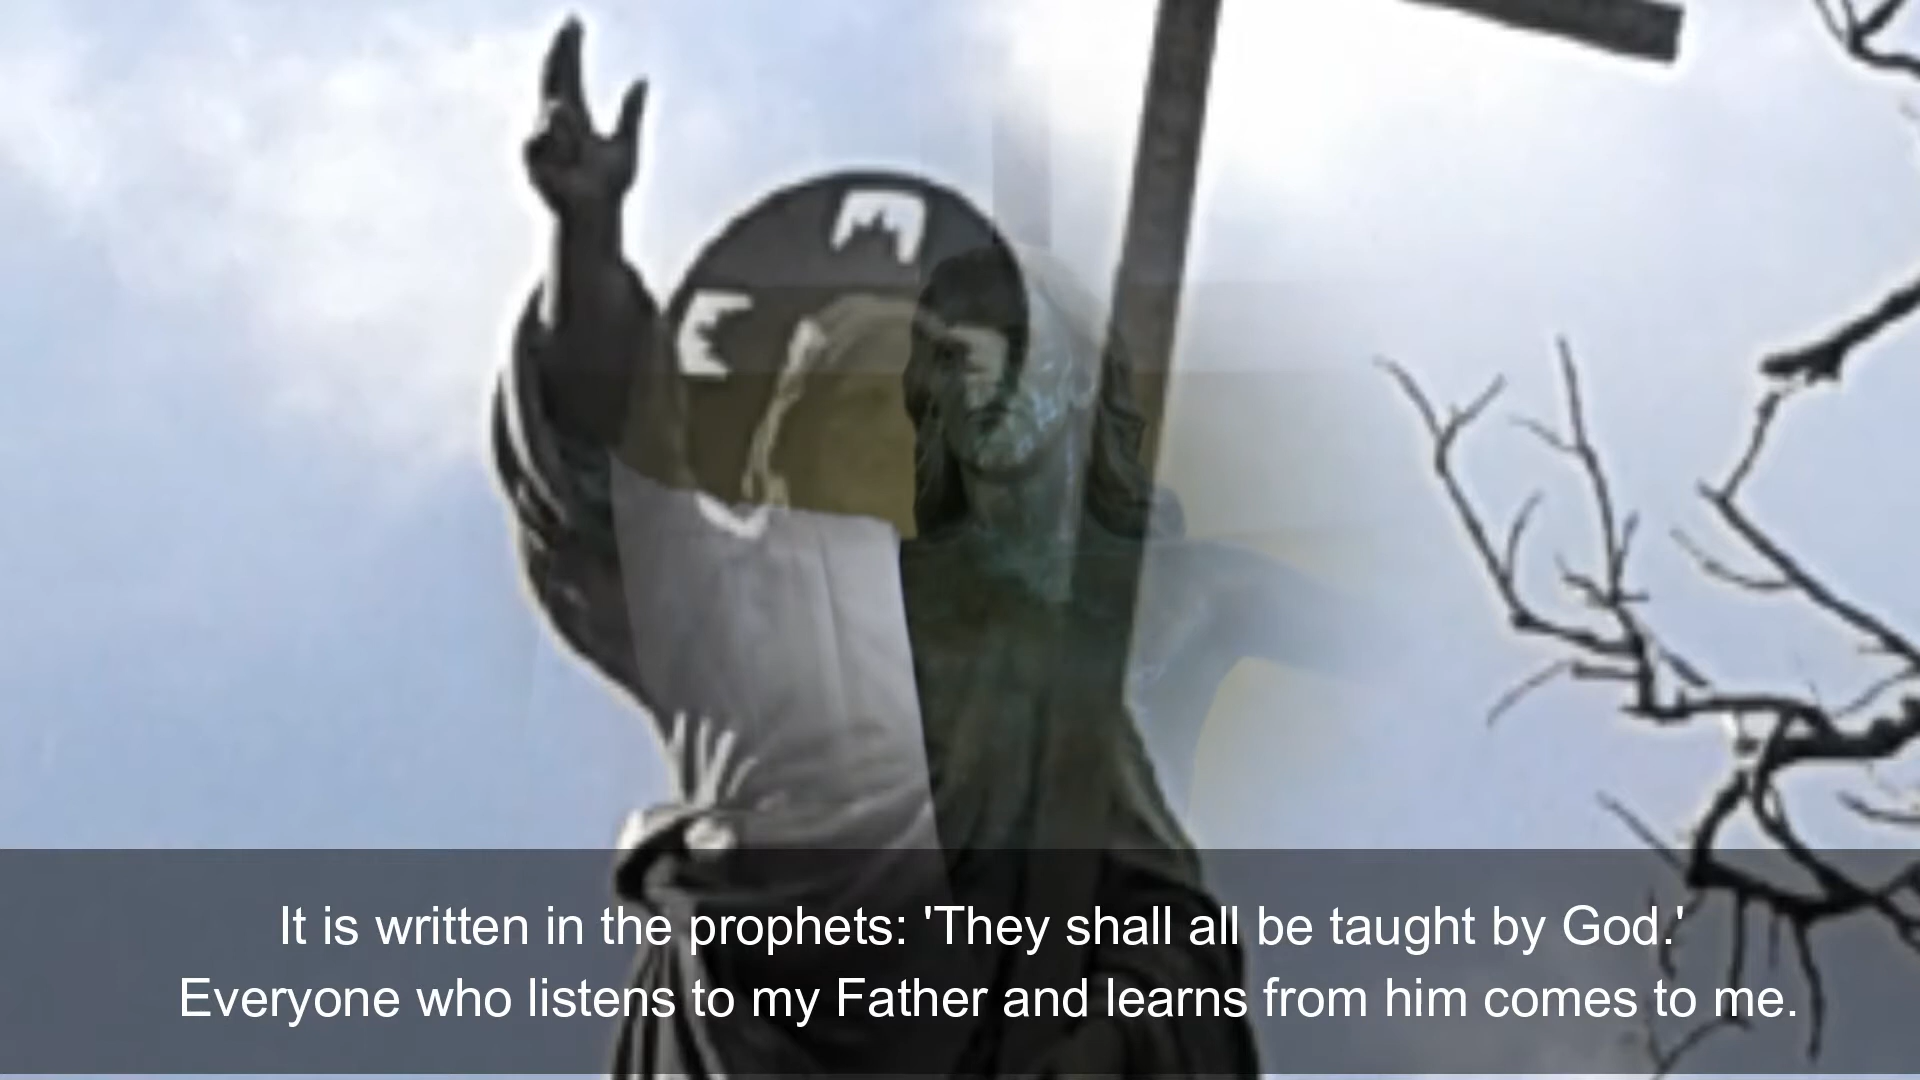 It is written in the prophets: 'They shall all be taught by God.'
Everyone who listens to my Father and learns from him comes to me.